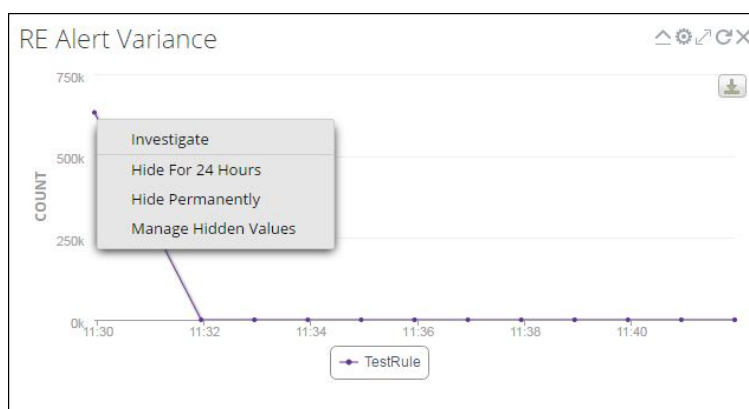 RE Alert Variance
750k
500k
250k
0k
COUNT
Investigate
Hide For 24 Hours
Hide Permanently
Manage Hidden Values
11:30 11:32 11:34 11:36 11:38 11:40
TestRule